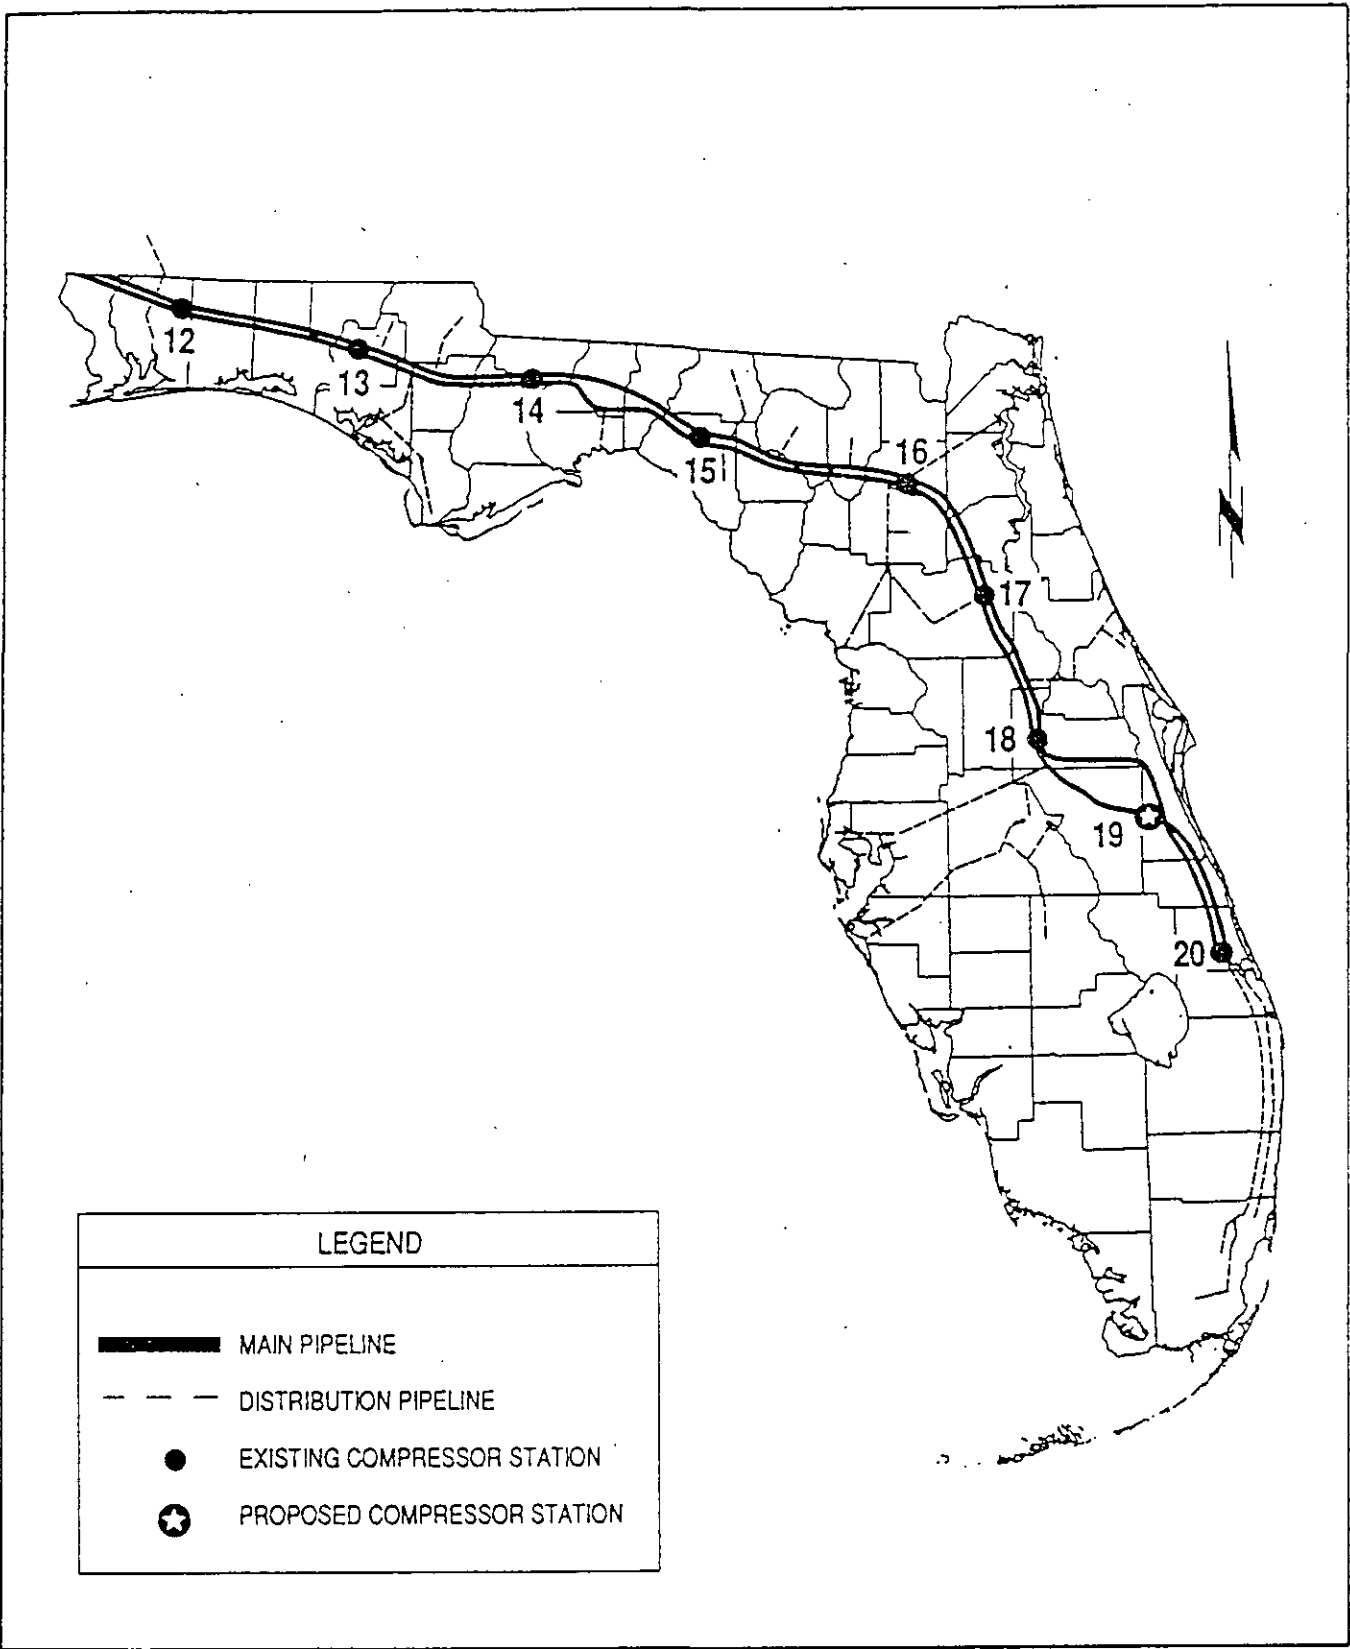 12
13
14
15
16
17
18
19
20
N
LEGEND
MAIN PIPELINE
DISTRIBUTION PIPELINE
EXISTING COMPRESSOR STATION
PROPOSED COMPRESSOR STATION